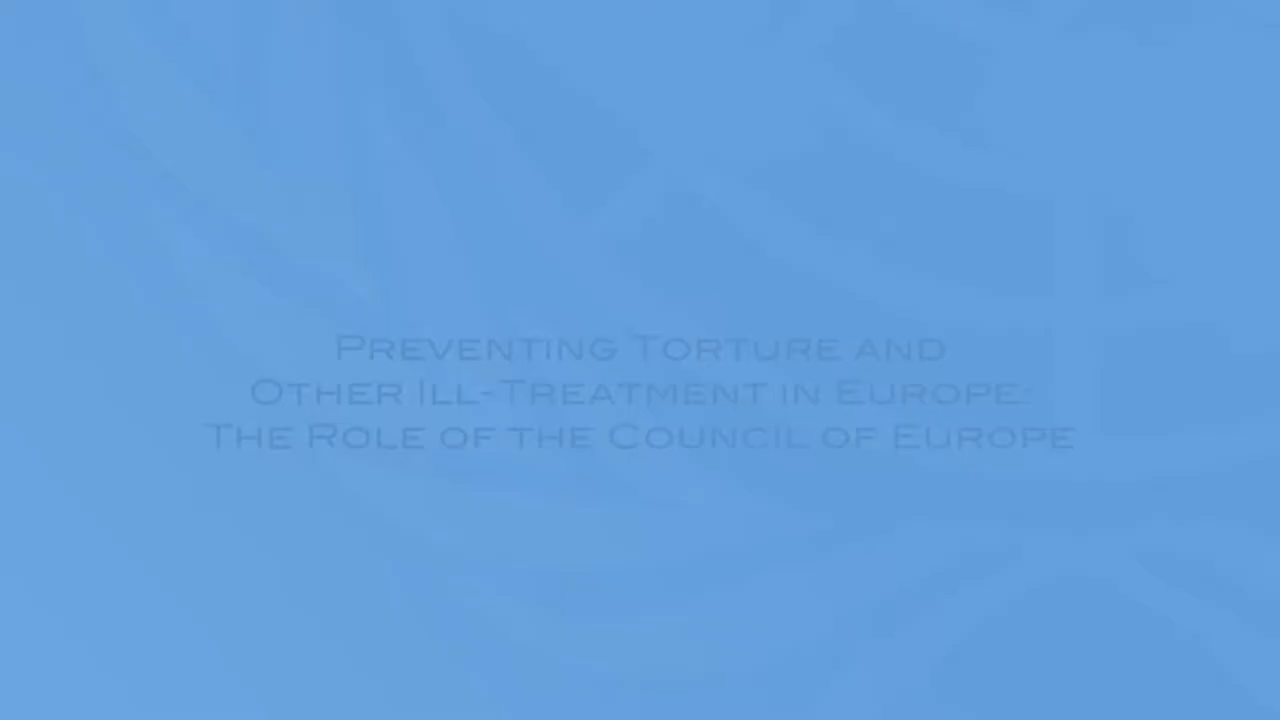 Preventing Torture and
Other Ill-Treatment in Europe:
The Role of the Council of Europe